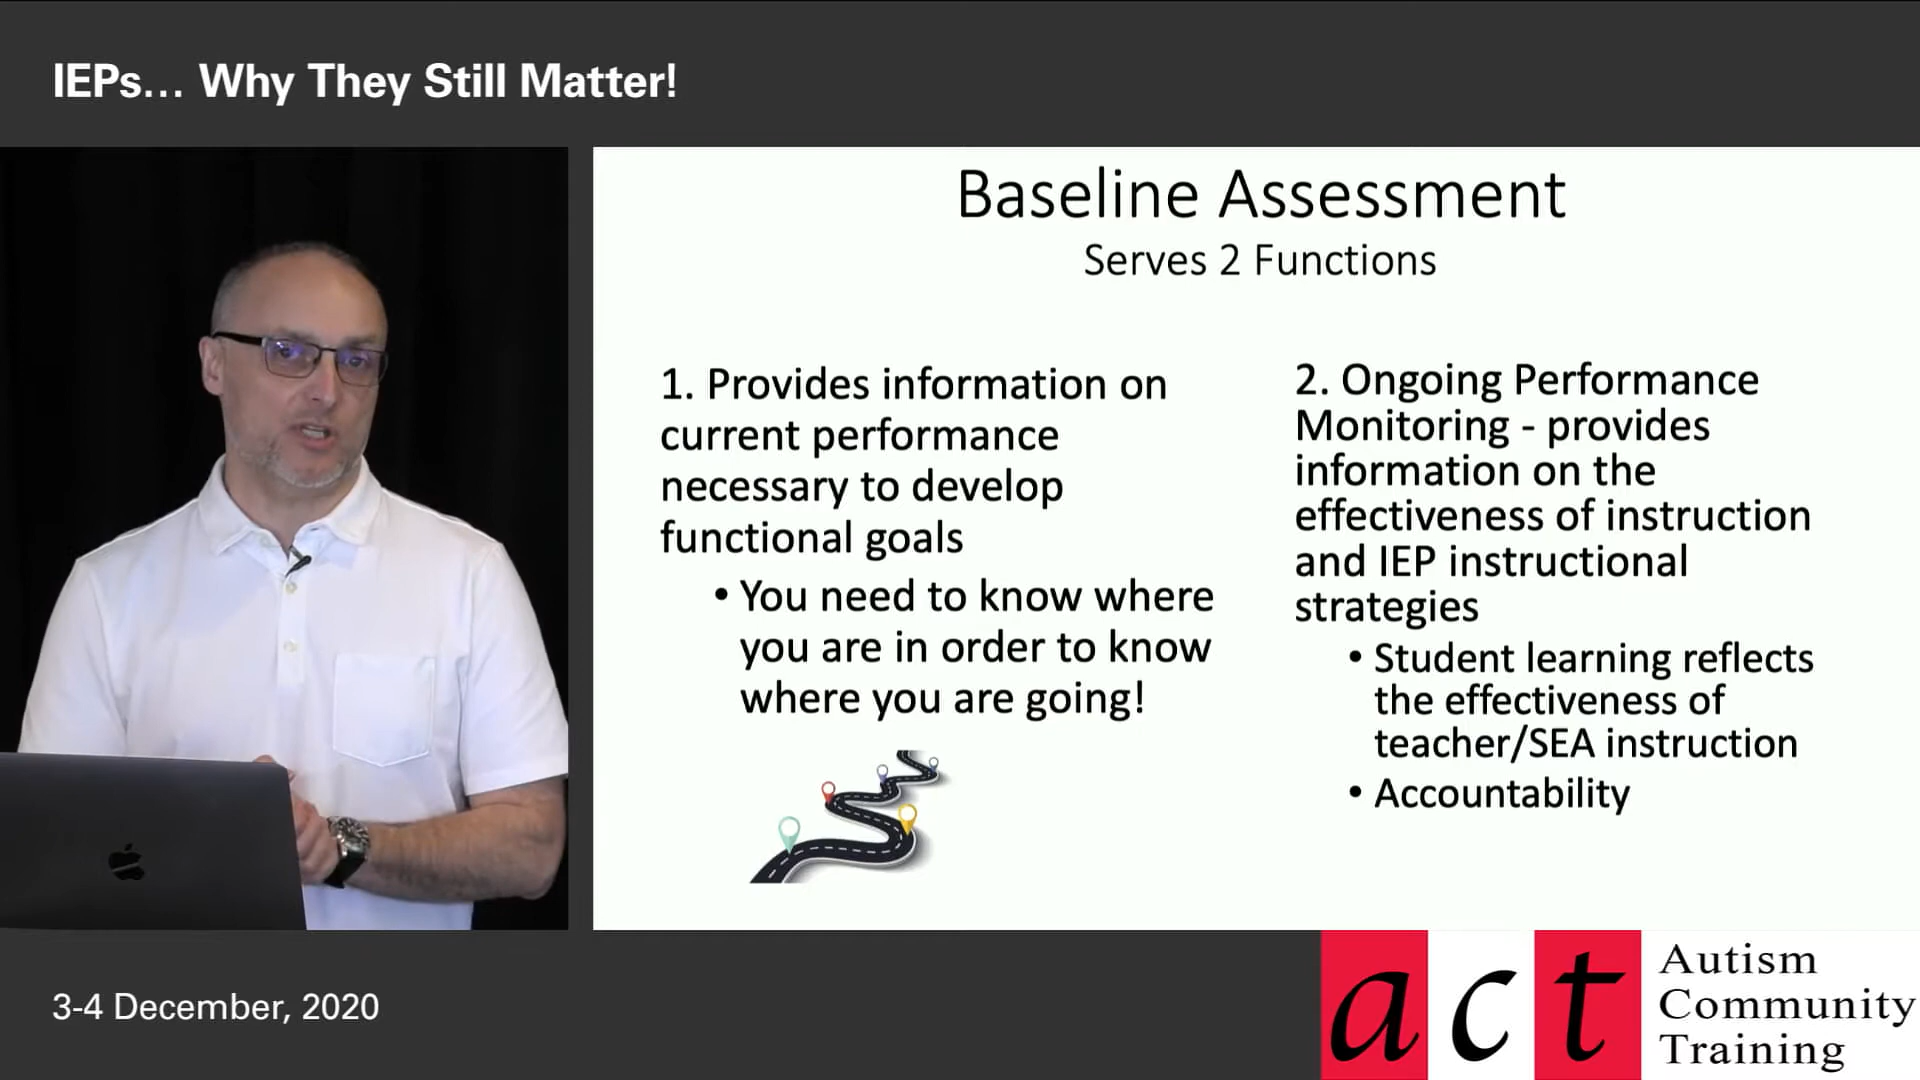 IEPs... Why They Still Matter!
Baseline Assessment
Serves 2 Functions
1. Provides information on
current performance
necessary to develop
functional goals
• You need to know where
you are in order to know
where you are going!
2. Ongoing Performance
Monitoring - provides
information on the
effectiveness of instruction
and IEP instructional
strategies
• Student learning reflects
the effectiveness of
teacher/SEA instruction
• Accountability
3-4 December, 2020
act
Autism
Community
Training